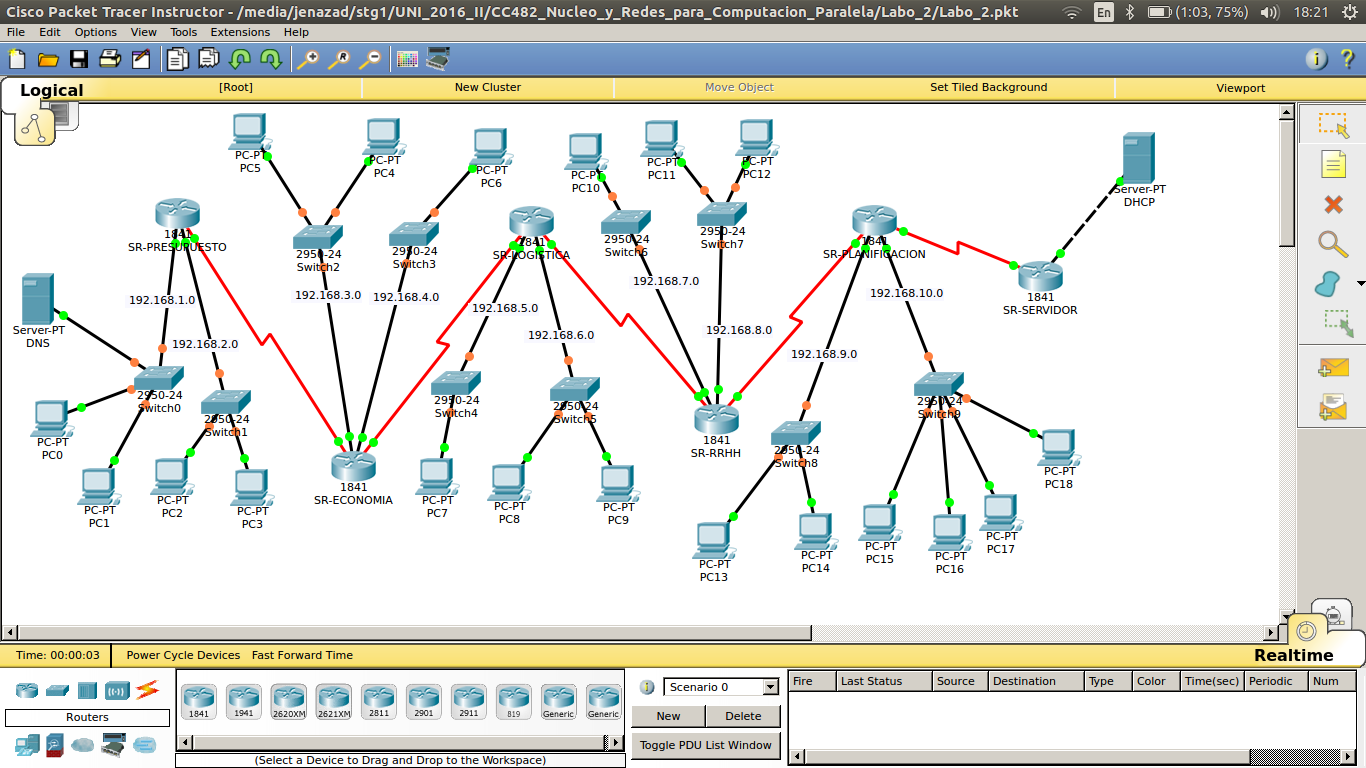 Cisco Packet Tracer Instructor - /media/jenazad/stg1/UNI_2016_II/CC482_Nucleo_y_Redes_para_Computacion_Paralela/Labo_2/Labo_2.pkt
En
(1:03, 75%)
18:21
File Edit Options View Tools Extensions Help
Logical
[Root]
New Cluster
Move Object
Set Tiled Background
Viewport
PC-PT
PC5
PC-PT
PC4
PC-PT
PC6
PC-PT
PC10
PC-PT
PC11
PC-PT
PC12
Server-PT
DHCP
1841
SR-PRESUPUESTO
2950-24
Switch2
2950-24
Switch3
1841
SR-LOGISTICA
2950-24
Switch6
2950-24
Switch7
1841
SR-PLANIFICACION
1841
SR-SERVIDOR
192.168.1.0
192.168.2.0
192.168.3.0
192.168.4.0
192.168.5.0
192.168.6.0
192.168.7.0
192.168.8.0
192.168.9.0
192.168.10.0
Server-PT
DNS
2950-24
Switch0
2950-24
Switch1
2950-24
Switch4
2950-24
Switch5
1841
SR-RRHH
2950-24
Switch8
2950-24
Switch9
PC-PT
PC0
PC-PT
PC1
PC-PT
PC2
PC-PT
PC3
1841
SR-ECONOMIA
PC-PT
PC7
PC-PT
PC8
PC-PT
PC9
PC-PT
PC13
PC-PT
PC14
PC-PT
PC15
PC-PT
PC16
PC-PT
PC17
PC-PT
PC18
Time: 00:00:03
Power Cycle Devices Fast Forward Time
Realtime
Routers
1841 1941 2620XM 2621XM 2811 2901 2911 819 Generic Generic
(Select a Device to Drag and Drop to the Workspace)
Scenario 0
New
Delete
Toggle PDU List Window
Fire Last Status Source Destination Type Color Time(sec) Periodic Num